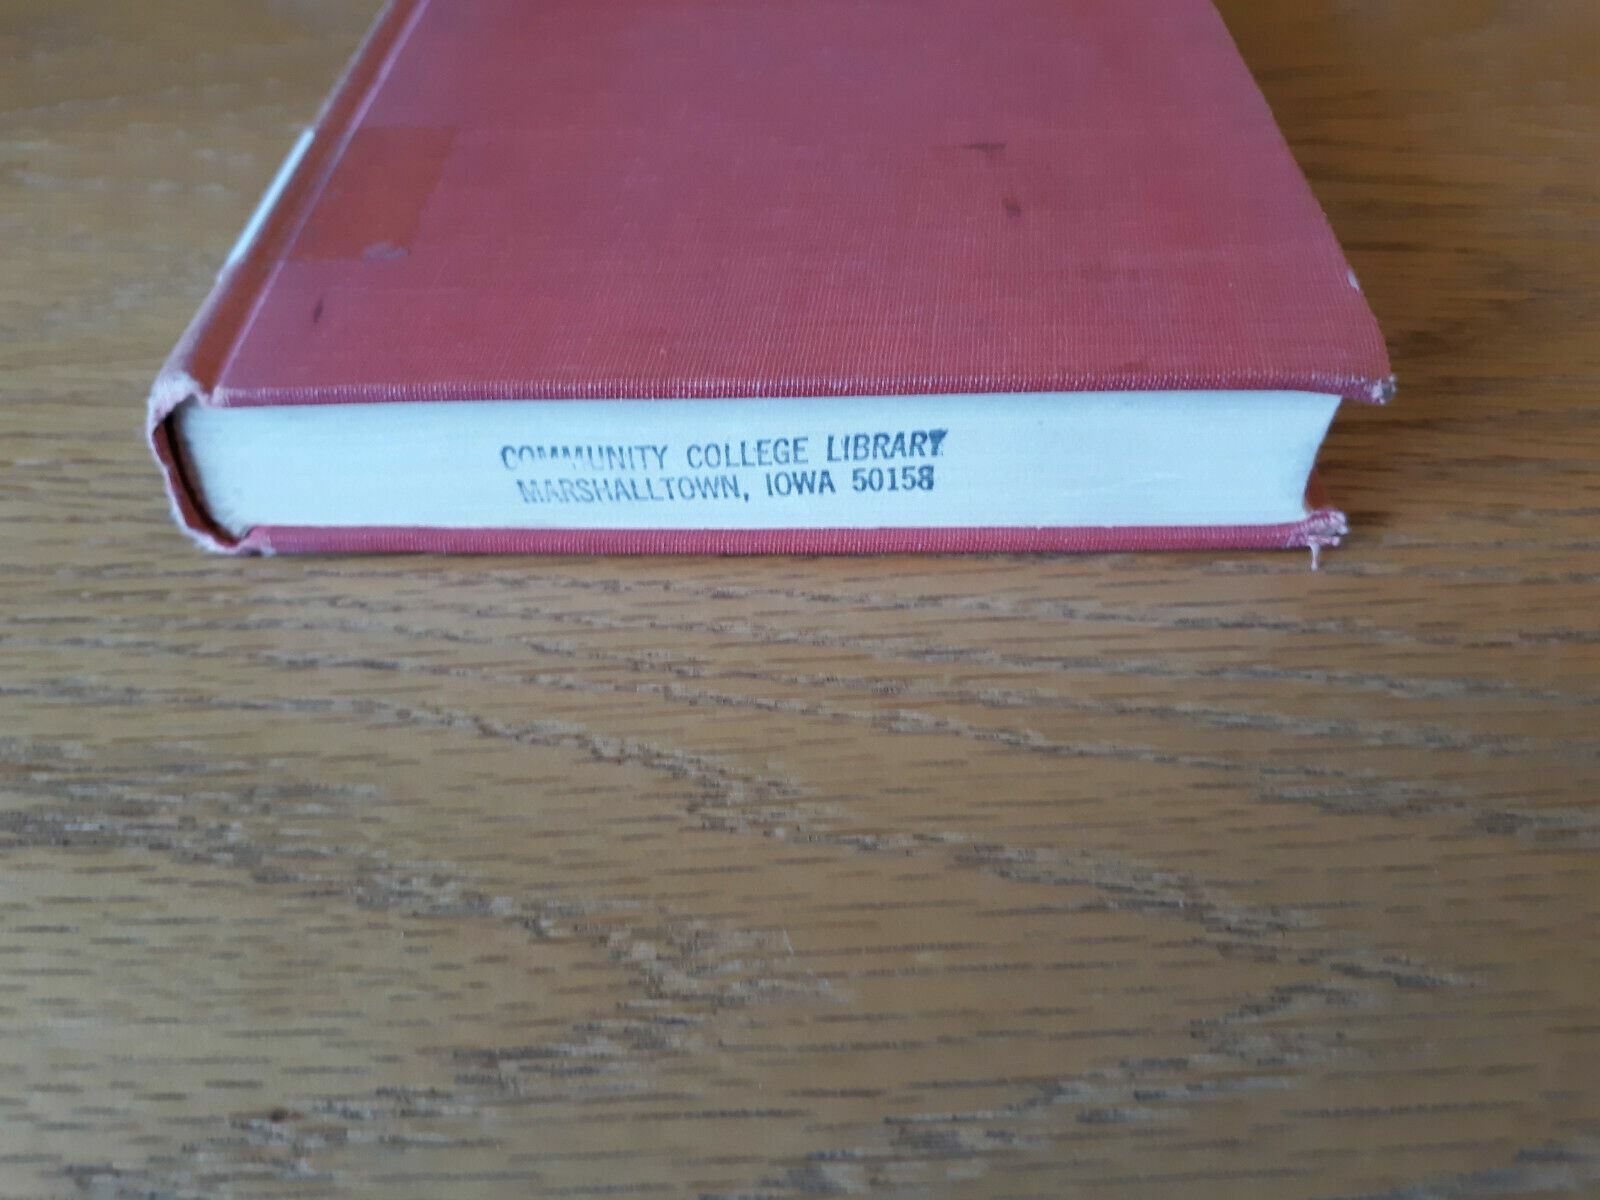 COMMUNITY COLLEGE LIBRARY
MARSHALLTOWN, IOWA 50158